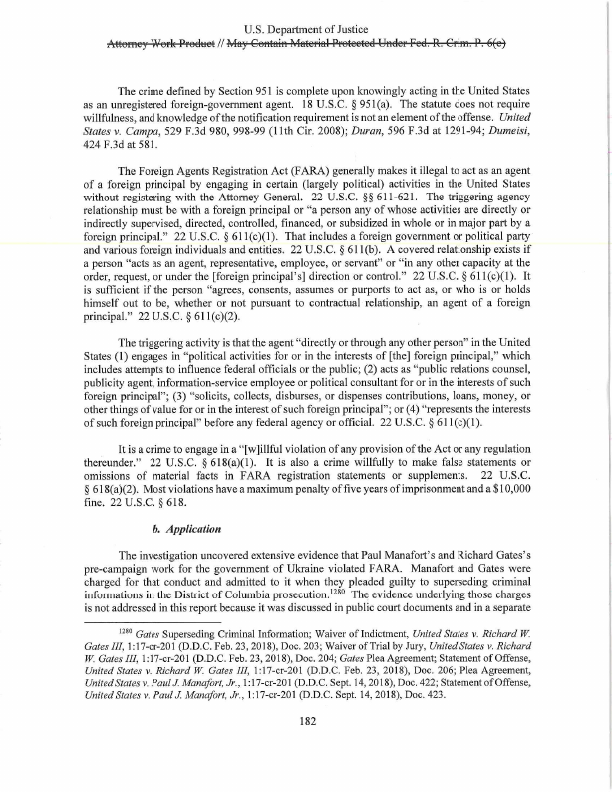 U.S. Department of Justice
Attorney Work Product // May Contain Material Protected Under Fed. R. Crim. P. 6(e)
The crime defined by Section 951 is complete upon knowingly acting in the United States
as an unregistered foreign-government agent. 18 U.S.C. § 951(a). The statute does not require
willfulness, and knowledge of the notification requirement is not an element of the offense. United
States v. Campa, 529 F.3d 980, 998-99 (11th Cir. 2008); Duran, 596 F.3d at 1291-94; Dumeisi,
424 F.3d at 581.
The Foreign Agents Registration Act (FARA) generally makes it illegal to act as an agent
of a foreign principal by engaging in certain (largely political) activities in the United States
without registering with the Attorney General. 22 U.S.C. §§ 611-621. The triggering agency
relationship must be with a foreign principal or “a person any of whose activities are directly or
indirectly supervised, directed, controlled, financed, or subsidized in whole or in major part by a
foreign principal.” 22 U.S.C. § 611(c)(1). That includes a foreign government or political party
and various foreign individuals and entities. 22 U.S.C. § 611(b). A covered relationship exists if
a person “acts as an agent, representative, employee, or servant” or “in any other capacity at the
order, request, or under the [foreign principal’s] direction or control.” 22 U.S.C. § 611(c)(1). It
is sufficient if the person “agrees, consents, assumes or purports to act as, or who is or holds
himself out to be, whether or not pursuant to contractual relationship, an agent of a foreign
principal.” 22 U.S.C. § 611(c)(2).
The triggering activity is that the agent “directly or through any other person” in the United
States (1) engages in “political activities for or in the interests of [the] foreign principal,” which
includes attempts to influence federal officials or the public; (2) acts as “public relations counsel,
publicity agent, information-service employee or political consultant for or in the interests of such
foreign principal”; (3) “solicits, collects, disburses, or dispenses contributions, loans, money, or
other things of value for or in the interest of such foreign principal”; or (4) “represents the interests
of such foreign principal” before any federal agency or official. 22 U.S.C. § 611(c)(1).
It is a crime to engage in a “[w]illful violation of any provision of the Act or any regulation
thereunder.” 22 U.S.C. § 618(a)(1). It is also a crime willfully to make false statements or
omissions of material facts in FARA registration statements or supplements. 22 U.S.C.
§ 618(a)(2). Most violations have a maximum penalty of five years of imprisonment and a $10,000
fine. 22 U.S.C. § 618.
b. Application
The investigation uncovered extensive evidence that Paul Manafort’s and Richard Gates’s
pre-campaign work for the government of Ukraine violated FARA. Manafort and Gates were
charged for that conduct and admitted to it when they pleaded guilty to superseding criminal
informations in the District of Columbia prosecution.1280 The evidence underlying those charges
is not addressed in this report because it was discussed in public court documents and in a separate
1280 Gates Superseding Criminal Information; Waiver of Indictment, United States v. Richard W.
Gates III, 1:17-cr-201 (D.D.C. Feb. 23, 2018), Doc. 203; Waiver of Trial by Jury, United States v. Richard
W. Gates III, 1:17-cr-201 (D.D.C. Feb. 23, 2018), Doc. 204; Gates Plea Agreement; Statement of Offense,
United States v. Richard W. Gates III, 1:17-cr-201 (D.D.C. Feb. 23, 2018), Doc. 206; Plea Agreement,
United States v. Paul J. Manafort, Jr., 1:17-cr-201 (D.D.C. Sept. 14, 2018), Doc. 422; Statement of Offense,
United States v. Paul J. Manafort, Jr., 1:17-cr-201 (D.D.C. Sept. 14, 2018), Doc. 423.
182